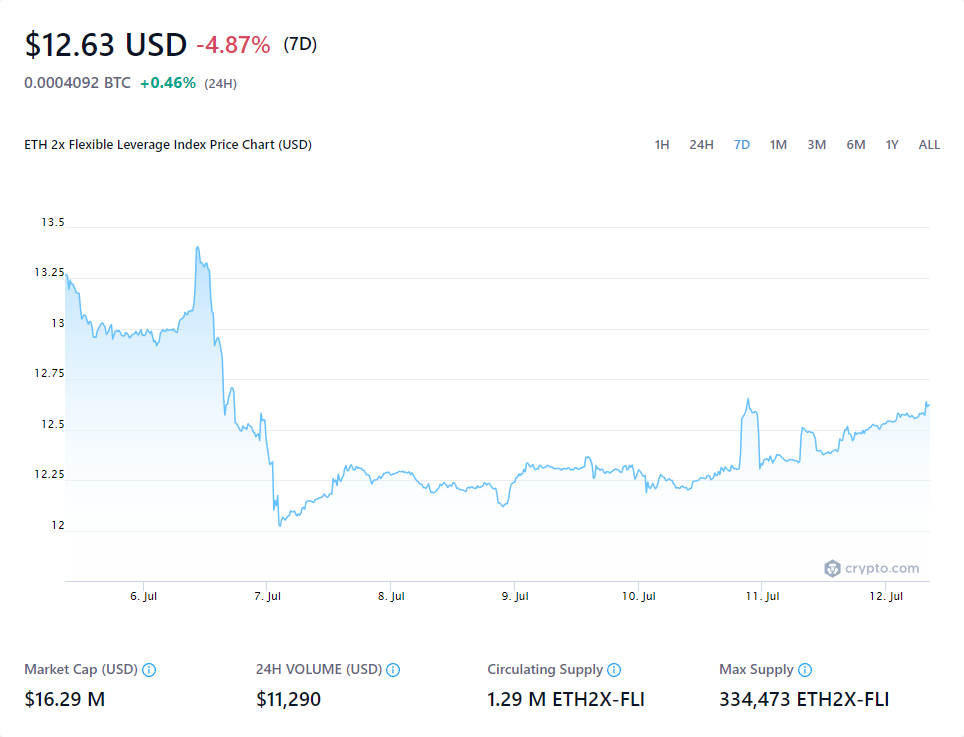 $12.63 USD -4.87% (7D)
0.0004092 BTC +0.46% (24H)
ETH 2x Flexible Leverage Index Price Chart (USD)
1H 24H 7D 1M 3M 6M 1Y ALL
13.5
13.25
13
12.75
12.5
12.25
12
crypto.com
6. Jul 7. Jul 8. Jul 9. Jul 10. Jul 11. Jul 12. Jul
Market Cap (USD) 24H VOLUME (USD) Circulating Supply Max Supply
$16.29 M $11,290 1.29 M ETH2X-FLI 334,473 ETH2X-FLI